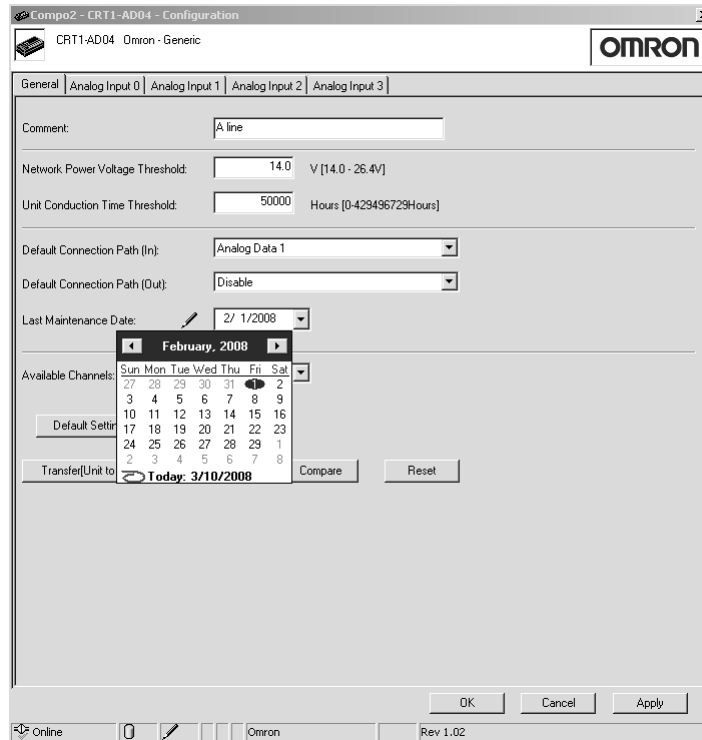 Compo2 - CRT1-AD04 - Configuration
CRT1-AD04 Omron - Generic
OMRON
General Analog Input 0 Analog Input 1 Analog Input 2 Analog Input 3
Comment: A line
Network Power Voltage Threshold: 14.0 V [14.0 - 26.4V]
Unit Conduction Time Threshold: 50000 Hours [0-429496729Hours]
Default Connection Path (In): Analog Data 1
Default Connection Path (Out): Disable
Last Maintenance Date: 2/ 1/2008
February, 2008
Available Channels:
Sun Mon Tue Wed Thu Fri Sat
27 28 29 30 31 1 2
3 4 5 6 7 8 9
10 11 12 13 14 15 16
Default
17 18 19 20 21 22 23
24 25 26 27 28 29 1
2 3 4 5 6 7 8
Transfer(Unit to Compare Reset
Today: 3/10/2008
OK Cancel Apply
Online Omron Rev 1.02